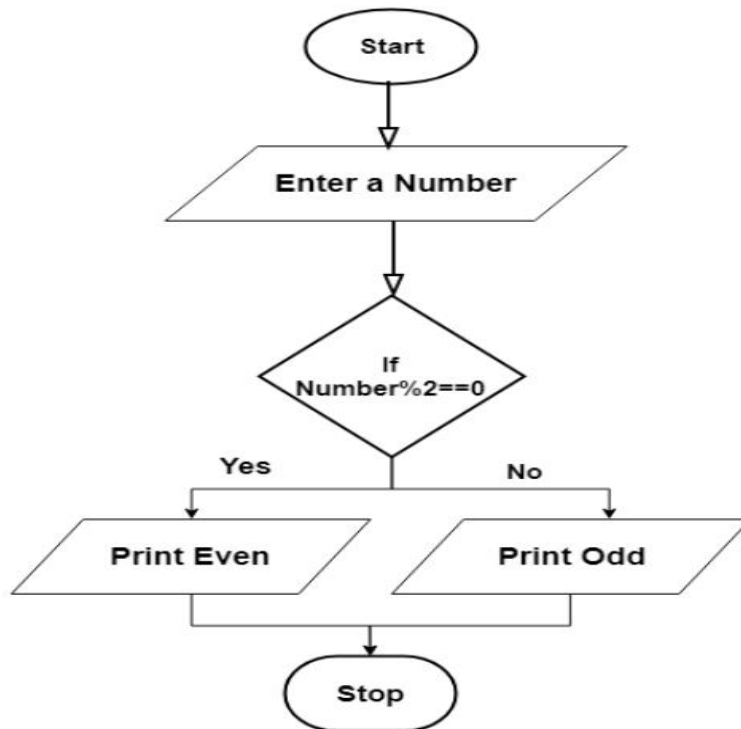 Start
Enter a Number
If
Number%2==0
Yes
No
Print Even
Print Odd
Stop